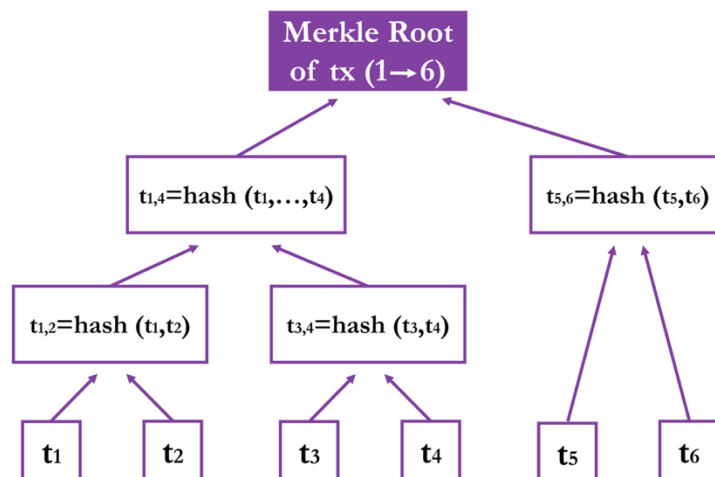 Merkle Root
of tx (1→6)
t1,4=hash (t1,...,t4)
t5,6=hash (t5,t6)
t1,2=hash (t1,t2)
t3,4=hash (t3,t4)
t1
t2
t3
t4
t5
t6